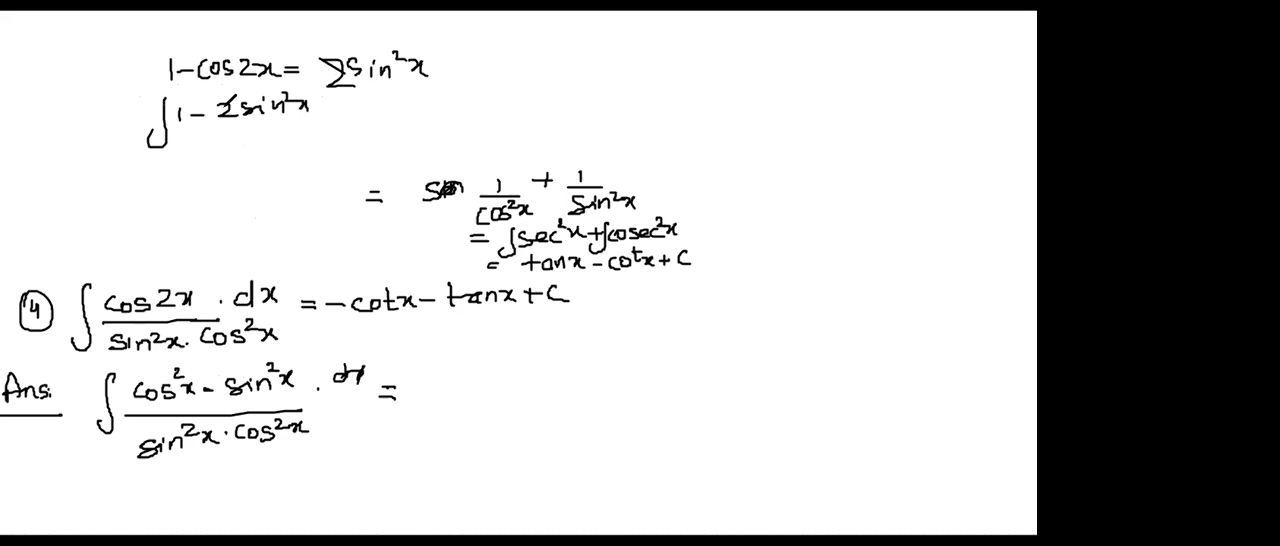 1-cos2x = 2sin²x
∫1 - 2sin²x
= 1/cos²x + 1/sin²x
= ∫sec²x + ∫cosec²x
= tanx - cotx + C
④ ∫ cos2x/(sin²x · cos²x) · dx = -cotx - tanx + C
Ans. ∫ (cos²x - sin²x)/(sin²x · cos²x) · dx =